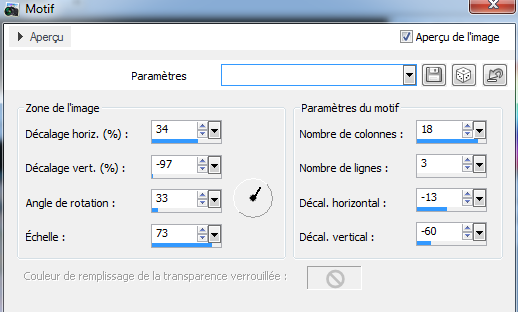 Motif
Aperçu
Aperçu de l'image
Paramètres
Zone de l'image
Décalage horiz. (%) : 34
Décalage vert. (%) : -97
Angle de rotation : 33
Échelle : 73
Paramètres du motif
Nombre de colonnes : 18
Nombre de lignes : 3
Décal. horizontal : -13
Décal. vertical : -60
Couleur de remplissage de la transparence verrouillée :